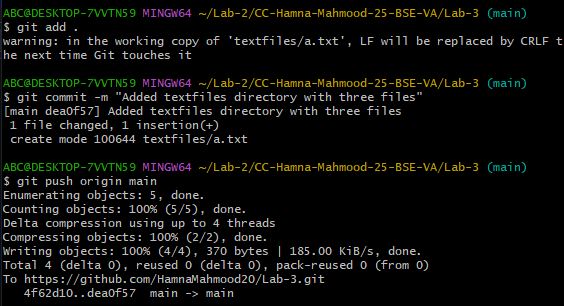 ABC@DESKTOP-7VVTN59 MINGW64 ~/Lab-2/CC-Hamna-Mahmood-25-BSE-VA/Lab-3 (main)
$ git add .
warning: in the working copy of 'textfiles/a.txt', LF will be replaced by CRLF t
he next time Git touches it

ABC@DESKTOP-7VVTN59 MINGW64 ~/Lab-2/CC-Hamna-Mahmood-25-BSE-VA/Lab-3 (main)
$ git commit -m "Added textfiles directory with three files"
[main dea0f57] Added textfiles directory with three files
 1 file changed, 1 insertion(+)
 create mode 100644 textfiles/a.txt

ABC@DESKTOP-7VVTN59 MINGW64 ~/Lab-2/CC-Hamna-Mahmood-25-BSE-VA/Lab-3 (main)
$ git push origin main
Enumerating objects: 5, done.
Counting objects: 100% (5/5), done.
Delta compression using up to 4 threads
Compressing objects: 100% (2/2), done.
Writing objects: 100% (4/4), 370 bytes | 185.00 KiB/s, done.
Total 4 (delta 0), reused 0 (delta 0), pack-reused 0 (from 0)
To https://github.com/HamnaMahmood20/Lab-3.git
   4f62d10..dea0f57  main -> main